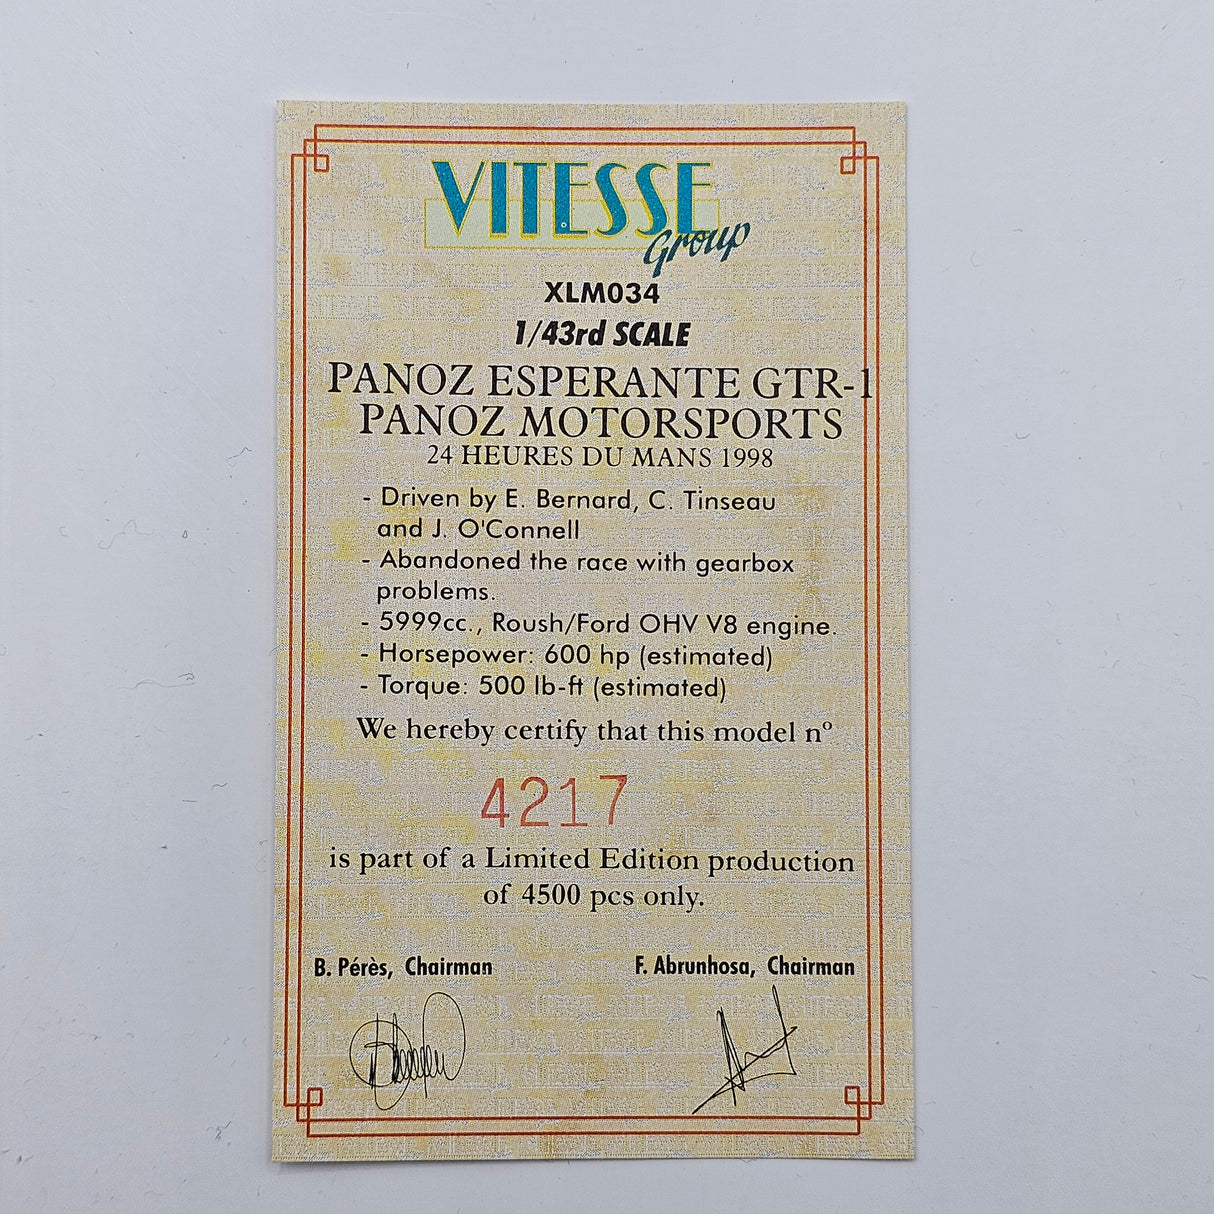 VITESSE
Group
XLM034
1/43rd SCALE
PANOZ ESPERANTE GTR-1
PANOZ MOTORSPORTS
24 HEURES DU MANS 1998
- Driven by E. Bernard, C. Tinseau
and J. O'Connell
- Abandoned the race with gearbox
problems.
- 5999cc., Roush/Ford OHV V8 engine.
- Horsepower: 600 hp (estimated)
- Torque: 500 lb-ft (estimated)
We hereby certify that this model nº
4217
is part of a Limited Edition production
of 4500 pcs only.
B. Pérès, Chairman
F. Abrunhosa, Chairman